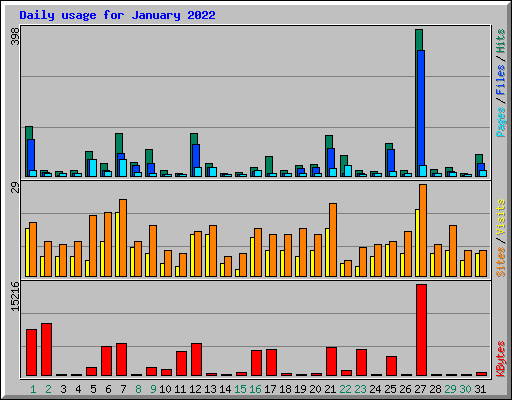 Daily usage for January 2022
398
Pages / Files / Hits
29
Sites / Visits
15216
KBytes
1 2 3 4 5 6 7 8 9 10 11 12 13 14 15 16 17 18 19 20 21 22 23 24 25 26 27 28 29 30 31